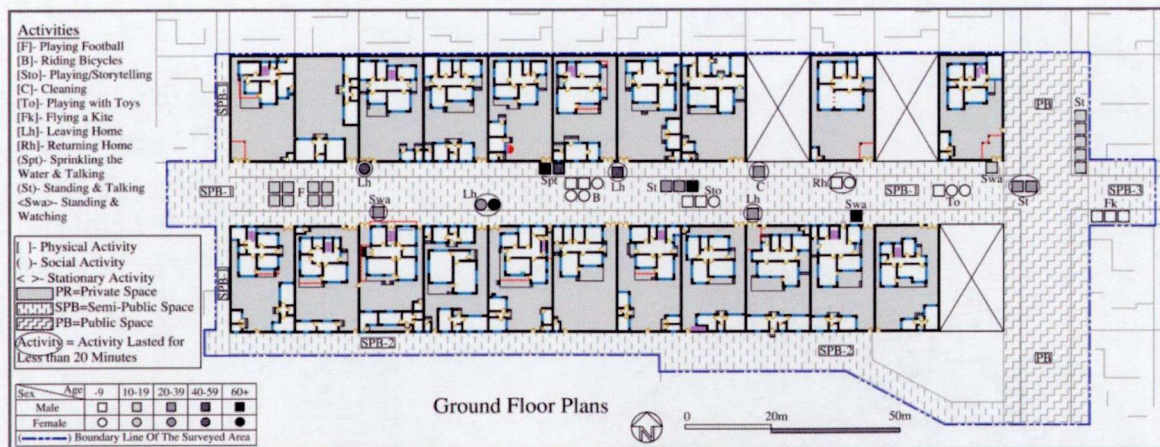 Activities
[F]- Playing Football
[B]- Riding Bicycles
[Sto]- Playing/Storytelling
[C]- Cleaning
[To]- Playing with Toys
[Fk]- Flying a Kite
[Lh]- Leaving Home
[Rh]- Returning Home
(Spt)- Sprinkling the
Water & Talking
(St)- Standing & Talking
<Swa>- Standing &
Watching
[ ]- Physical Activity
( )- Social Activity
< >- Stationary Activity
PR=Private Space
SPB=Semi-Public Space
PB=Public Space
Activity = Activity Lasted for
Less than 20 Minutes
Sex Age -9 10-19 20-39 40-59 60+
Male
Female
Boundary Line Of The Surveyed Area
SPB-1
F
Lh
Swa
Lh
Spt
B
Lh
St
Sto
C
Lh
Rh
Swa
SPB-1
To
Swa
St
PB
St
SPB-3
Fk
SPB-2
SPB-2
PB
Ground Floor Plans
N
0 20m 50m